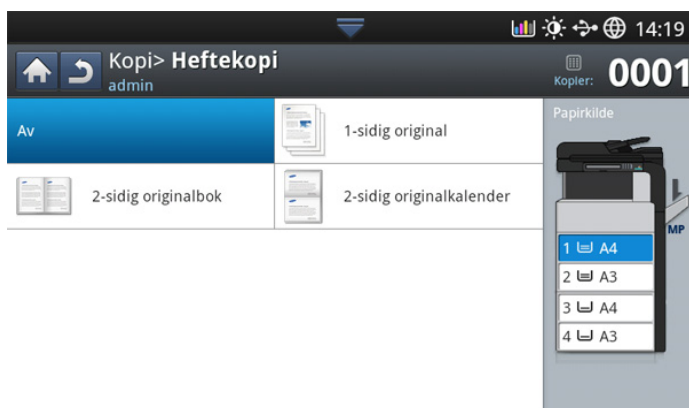 14:19
Kopi> Heftekopi
admin
Kopler: 0001
Av
1-sidig original
2-sidig originalbok
2-sidig originalkalender
Papirkilde
MP
1 A4
2 A3
3 A4
4 A3